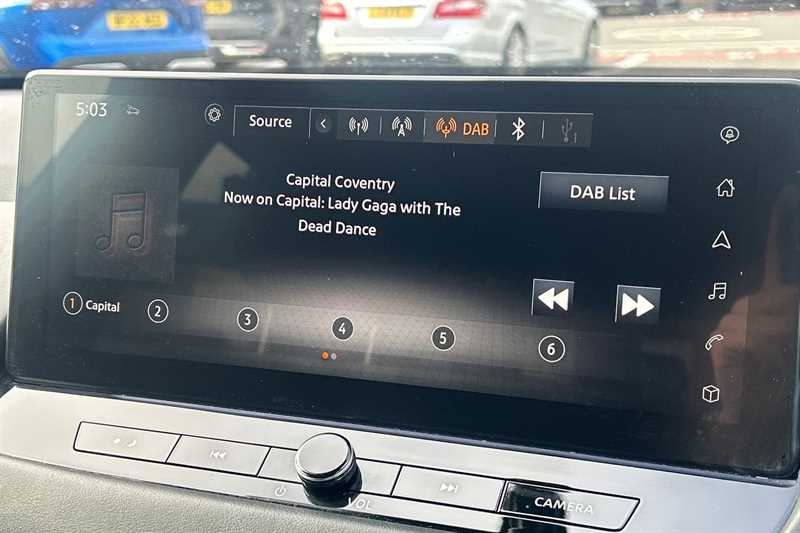 5:03
Source
DAB
1
Capital Coventry
Now on Capital: Lady Gaga with The
Dead Dance
DAB List
1 Capital
2
3
4
5
6
VOL
CAMERA